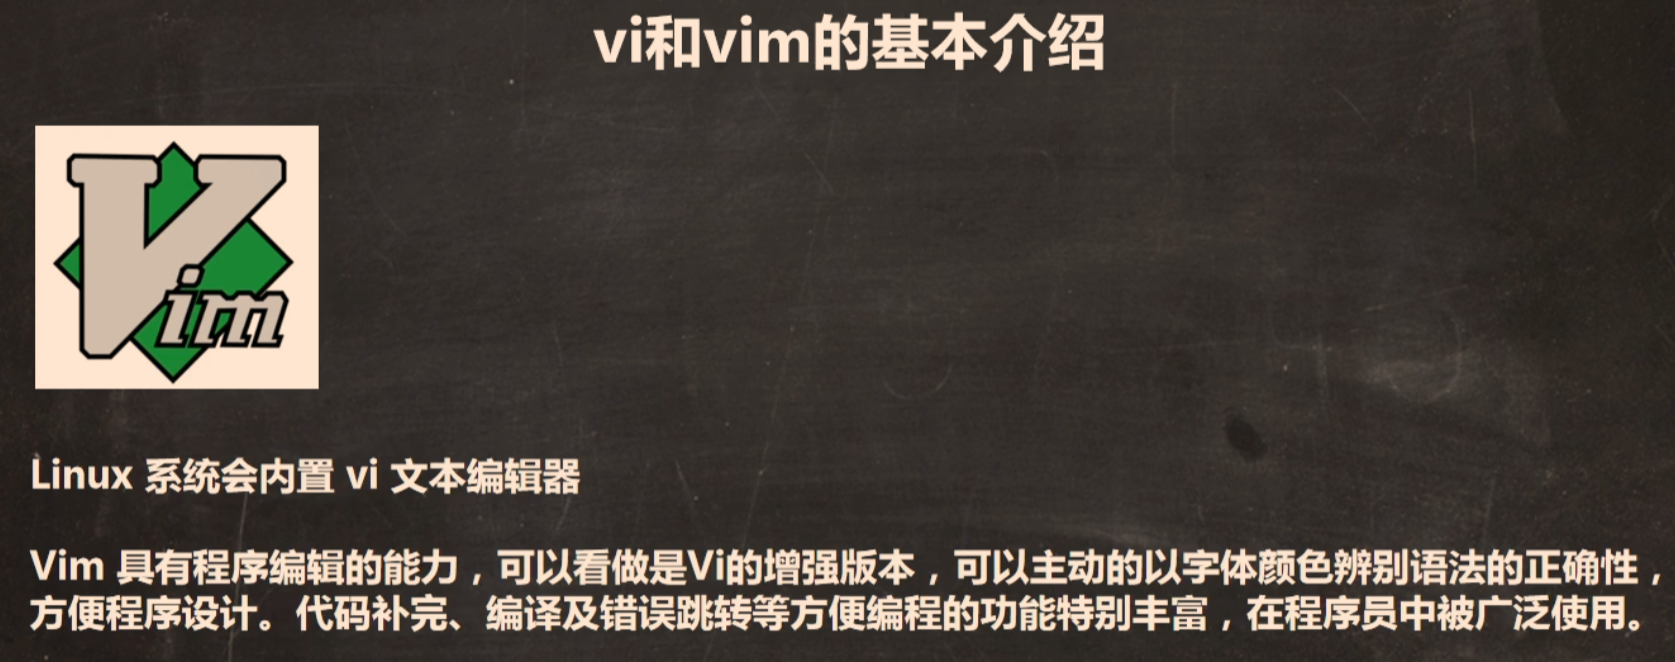 vi和vim的基本介绍
Vim
Linux 系统会内置 vi 文本编辑器
Vim 具有程序编辑的能力，可以看做是Vi的增强版本，可以主动的以字体颜色辨别语法的正确性，
方便程序设计。代码补完、编译及错误跳转等方便编程的功能特别丰富，在程序员中被广泛使用。